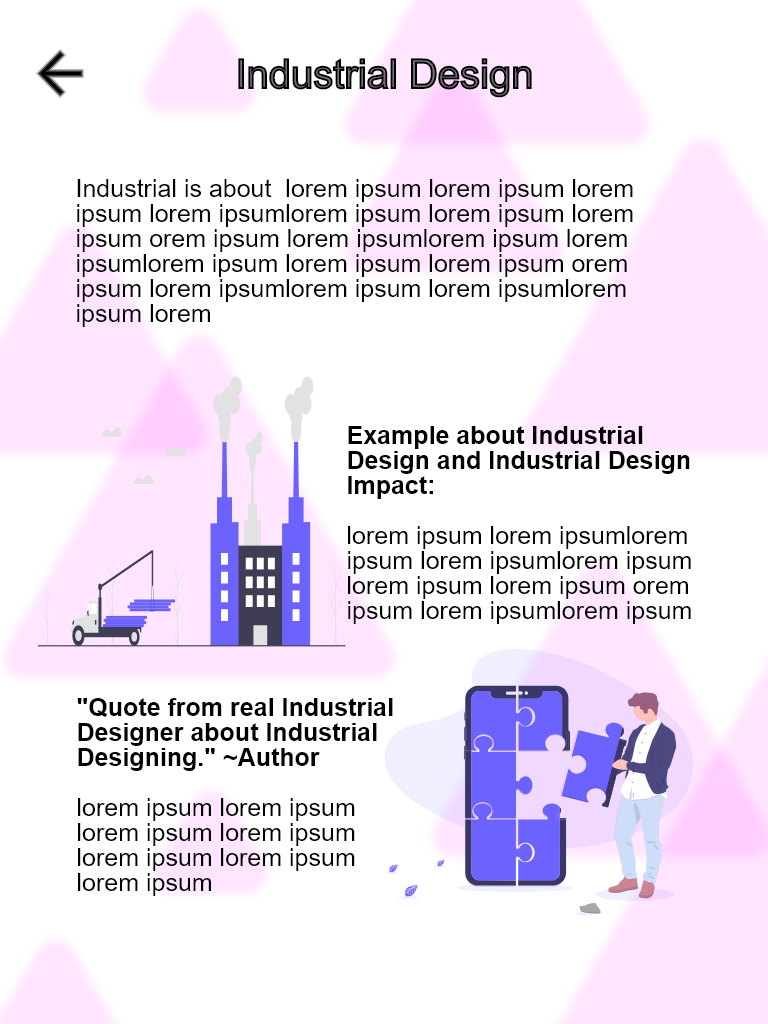 Industrial Design
Industrial is about  lorem ipsum lorem ipsum lorem
ipsum lorem ipsumlorem ipsum lorem ipsum lorem
ipsum orem ipsum lorem ipsumlorem ipsum lorem
ipsumlorem ipsum lorem ipsum lorem ipsum orem
ipsum lorem ipsumlorem ipsum lorem ipsumlorem
ipsum lorem
Example about Industrial
Design and Industrial Design
Impact:
lorem ipsum lorem ipsumlorem
ipsum lorem ipsumlorem ipsum
lorem ipsum lorem ipsum orem
ipsum lorem ipsumlorem ipsum
"Quote from real Industrial
Designer about Industrial
Designing." ~Author
lorem ipsum lorem ipsum
lorem ipsum lorem ipsum
lorem ipsum lorem ipsum
lorem ipsum